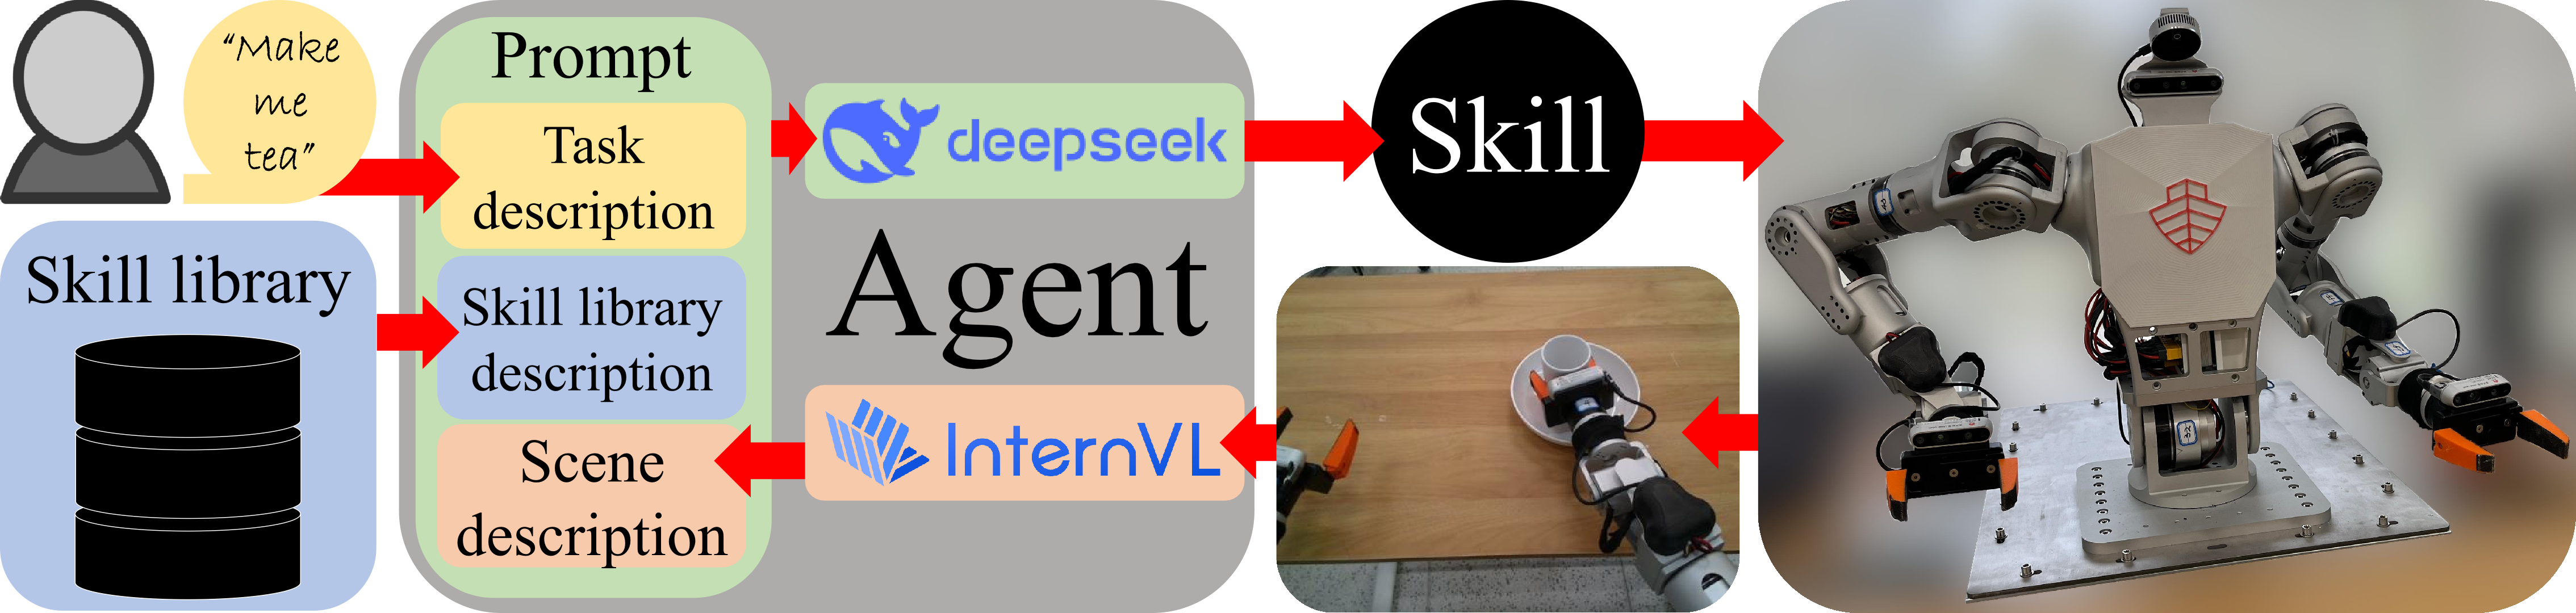 “Make
me
tea”
Skill library
Prompt
Task
description
Skill library
description
Scene
description
deepseek
Agent
InternVL
Skill